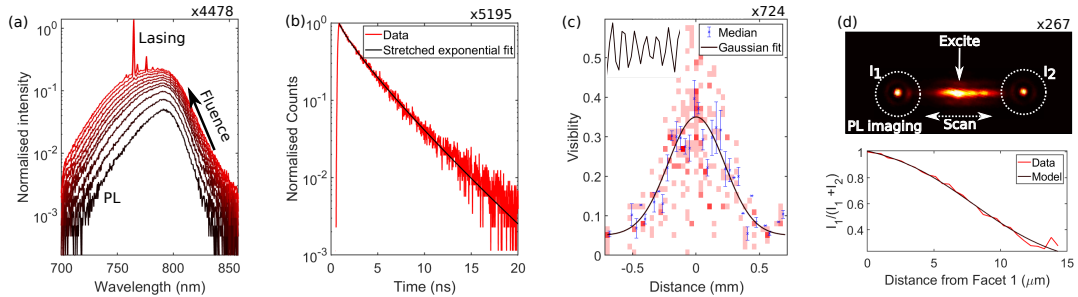 (a)
x4478
10⁰
10⁻¹
10⁻²
10⁻³
Normalised intensity
Lasing
Fluence
PL
700
750
800
850
Wavelength (nm)
(b)
x5195
10⁰
10⁻¹
10⁻²
10⁻³
Normalised Counts
Data
Stretched exponential fit
0
5
10
15
20
Time (ns)
(c)
x724
0.5
0.4
0.3
0.2
0.1
0
Visiblity
Median
Gaussian fit
-0.5
0
0.5
Distance (mm)
(d)
x267
Excite
I₁
I₂
PL imaging
Scan
1
0.8
0.6
0.4
I₁/(I₁ +I₂)
Data
Model
0
5
10
15
Distance from Facet 1 (μm)